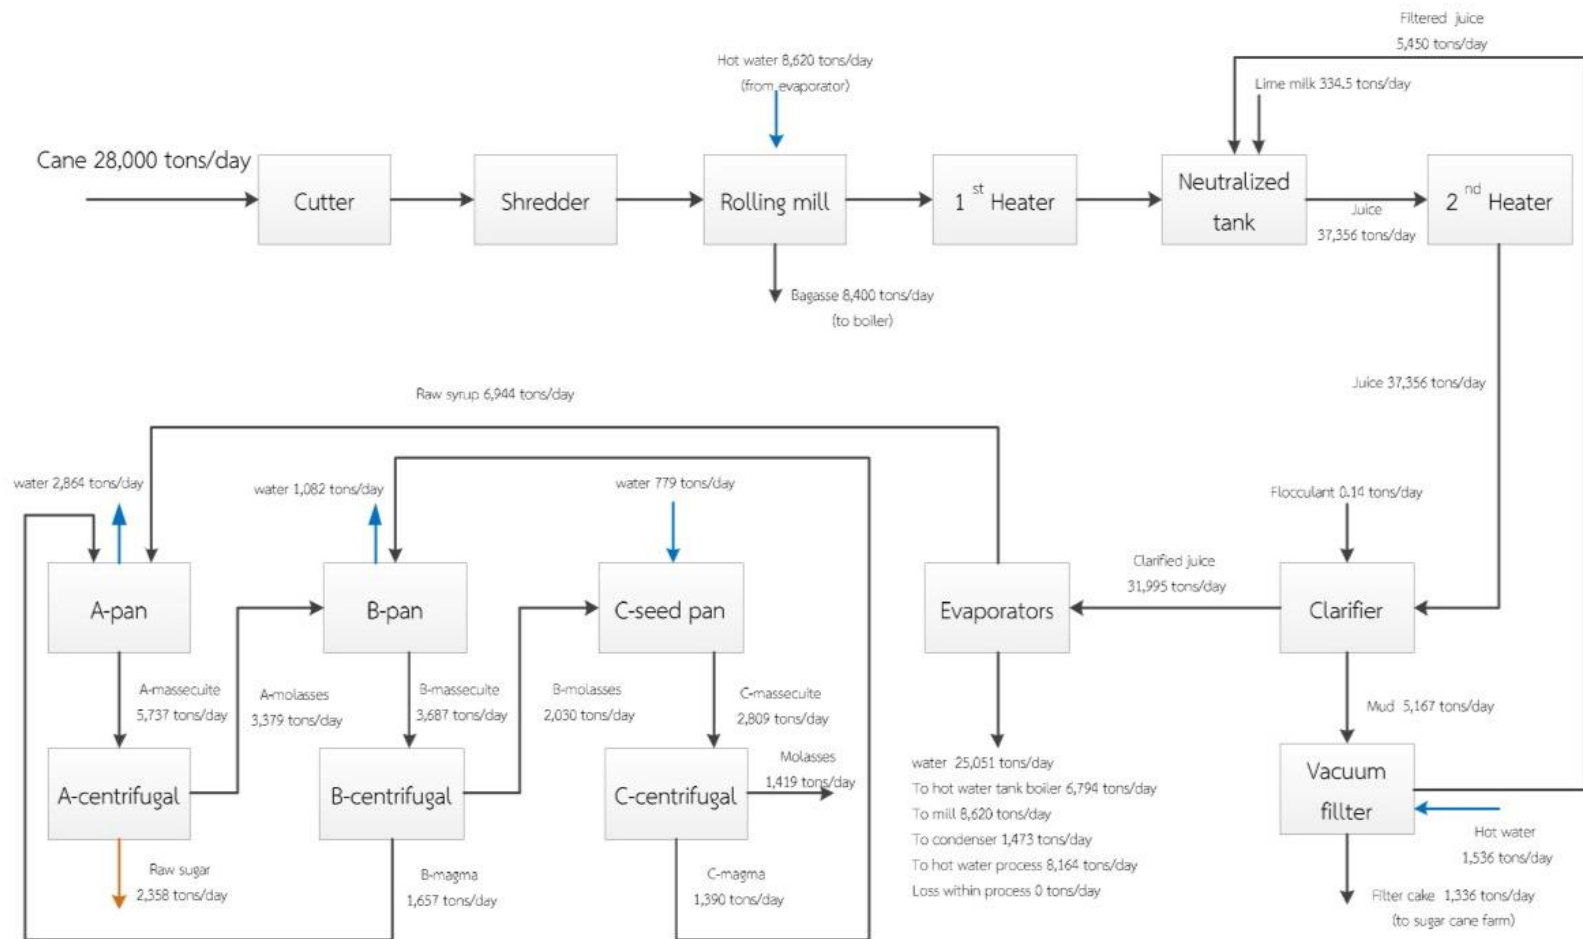 Filtered juice
5,450 tons/day
Hot water 8,620 tons/day
(from evaporator)
Lime milk 334.5 tons/day
Cane 28,000 tons/day
Cutter
Shredder
Rolling mill
1 st Heater
Neutralized
tank
Juice
37,356 tons/day
2 nd Heater
Bagasse 8,400 tons/day
(to boiler)
Juice 37,356 tons/day
Raw syrup 6,944 tons/day
water 2,864 tons/day
water 1,082 tons/day
water 779 tons/day
Flocculant 0.14 tons/day
Clarified juice
31,995 tons/day
A-pan
B-pan
C-seed pan
Evaporators
Clarifier
A-massecuite
5,737 tons/day
A-molasses
3,379 tons/day
B-massecuite
3,687 tons/day
B-molasses
2,030 tons/day
C-massecuite
2,809 tons/day
Mud 5,167 tons/day
Molasses
1,419 tons/day
A-centrifugal
B-centrifugal
C-centrifugal
water 25,051 tons/day
To hot water tank boiler 6,794 tons/day
To mill 8,620 tons/day
To condenser 1,473 tons/day
To hot water process 8,164 tons/day
Loss within process 0 tons/day
Vacuum
fillter
Hot water
1,536 tons/day
Raw sugar
2,358 tons/day
B-magma
1,657 tons/day
C-magma
1,390 tons/day
Filter cake 1,336 tons/day
(to sugar cane farm)